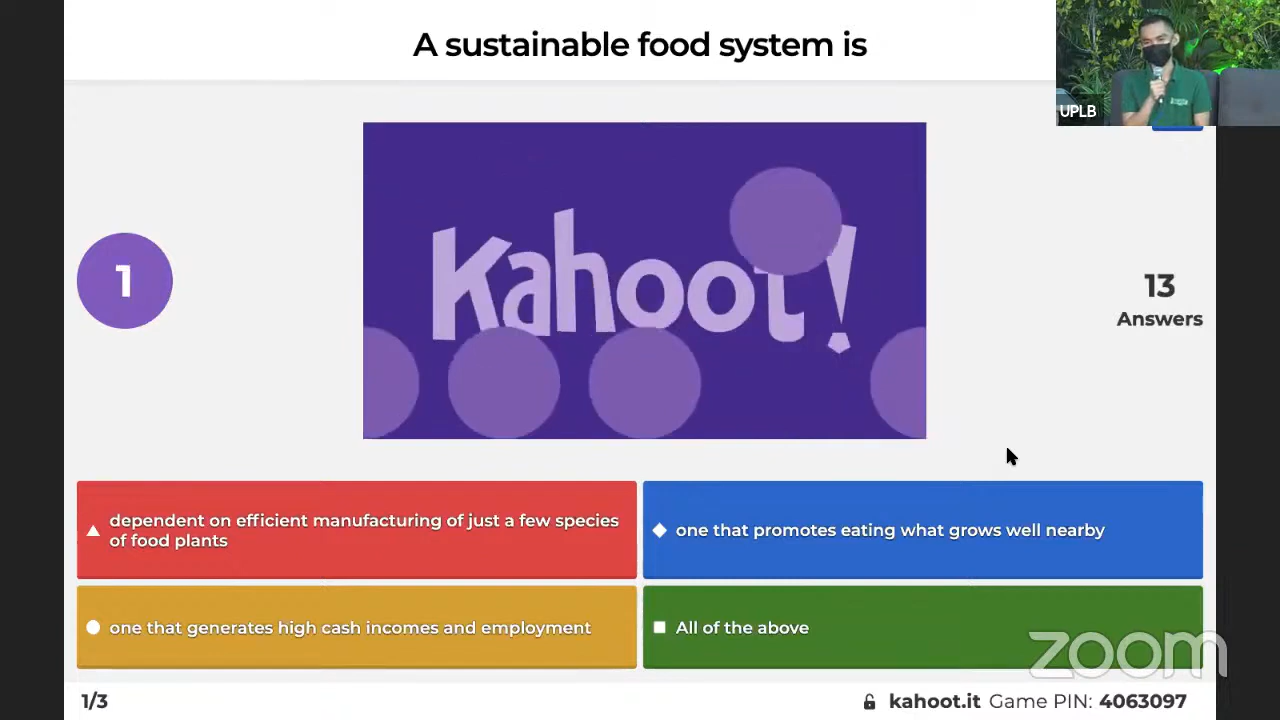 A sustainable food system is
UPLB
Kahoot!
1
13
Answers
dependent on efficient manufacturing of just a few species
of food plants
one that promotes eating what grows well nearby
one that generates high cash incomes and employment
All of the above
zoom
1/3
kahoot.it Game PIN: 4063097